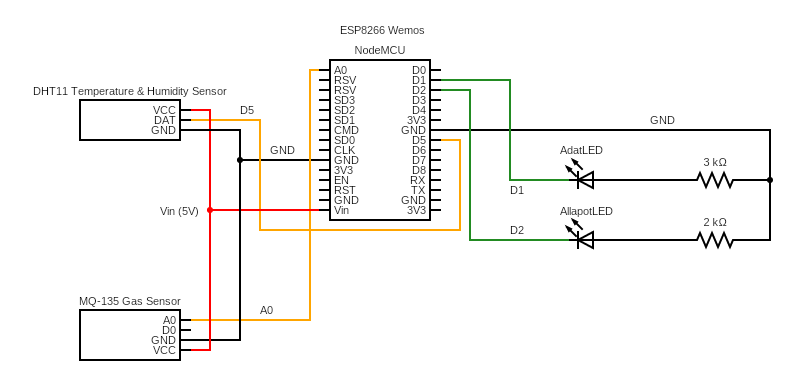 ESP8266 Wemos
NodeMCU
DHT11 Temperature & Humidity Sensor
VCC
DAT
GND
D5
GND
Vin (5V)
A0
RSV
RSV
SD3
SD2
SD1
CMD
SD0
CLK
GND
3V3
EN
RST
GND
Vin
D0
D1
D2
D3
D4
3V3
GND
D5
D6
D7
D8
RX
TX
GND
3V3
GND
AdatLED
3 kΩ
D1
AllapotLED
2 kΩ
D2
MQ-135 Gas Sensor
A0
D0
GND
VCC
A0